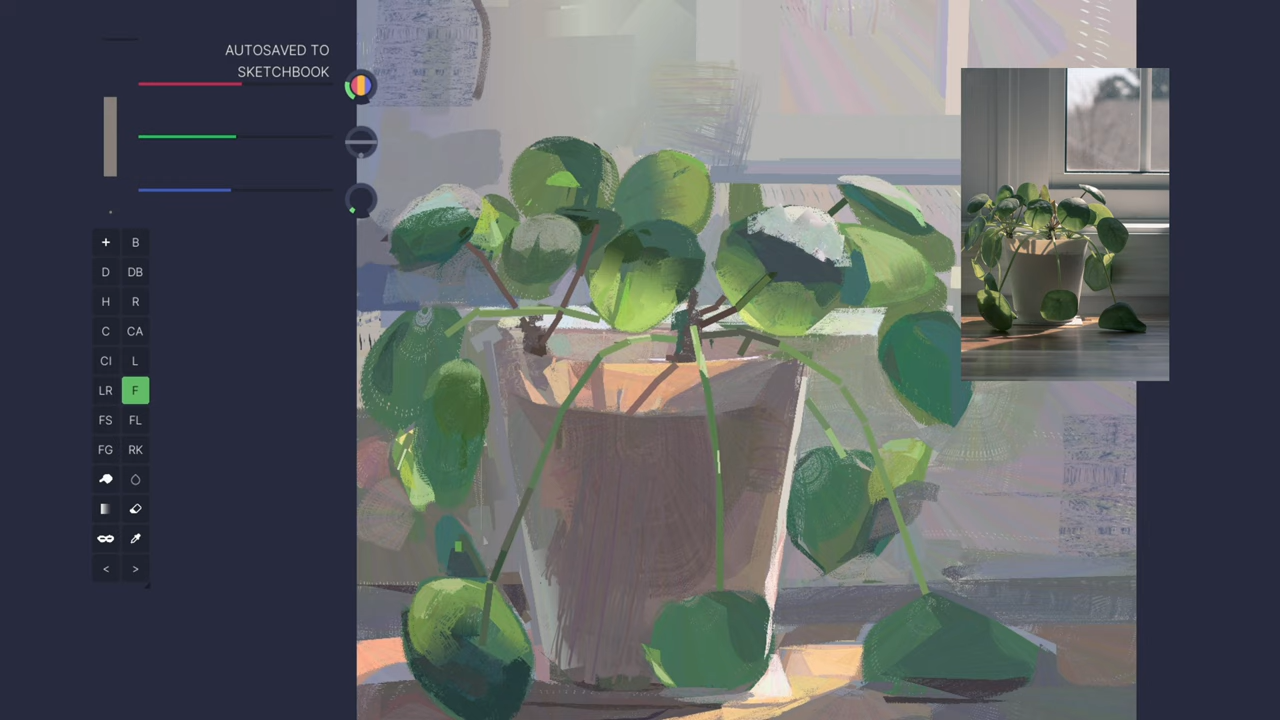 AUTOSAVED TO
SKETCHBOOK
+ B
D DB
H R
C CA
CI L
LR F
FS FL
FG RK
< >